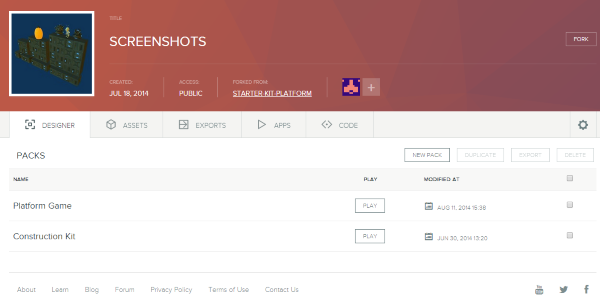 TITLE:
SCREENSHOTS
FORK
CREATED: ACCESS: FORKED FROM:
JUL 18, 2014 PUBLIC STARTER-KIT-PLATFORM
+
DESIGNER ASSETS EXPORTS APPS CODE
PACKS NEW PACK DUPLICATE EXPORT DELETE
NAME PLAY MODIFIED AT
Platform Game PLAY AUG 11, 2014 15:38
Construction Kit PLAY JUN 30, 2014 13:20
About Learn Blog Forum Privacy Policy Terms of Use Contact Us
You Tube